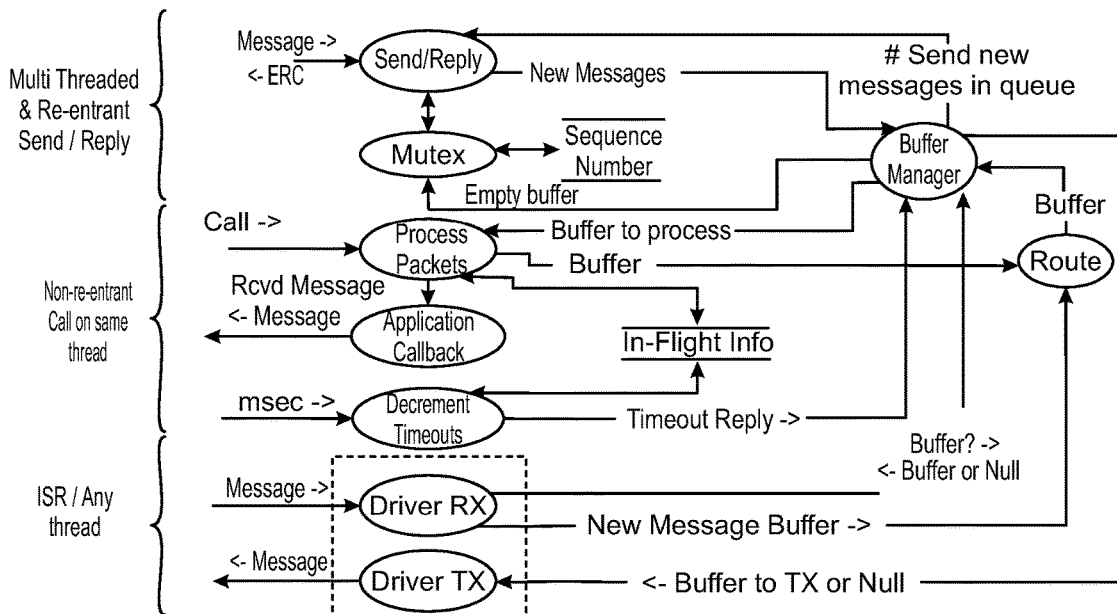 Multi Threaded
& Re-entrant
Send / Reply
Message ->
<- ERC
Send/Reply
New Messages
# Send new
messages in queue
Mutex
Sequence
Number
Buffer
Manager
Empty buffer
Buffer
Non-re-entrant
Call on same
thread
Call ->
Process
Packets
Buffer to process
Buffer
Route
Rcvd Message
<- Message
Application
Callback
In-Flight Info
msec ->
Decrement
Timeouts
Timeout Reply ->
Buffer? ->
<- Buffer or Null
ISR / Any
thread
Message ->
Driver RX
New Message Buffer ->
<- Message
Driver TX
<- Buffer to TX or Null